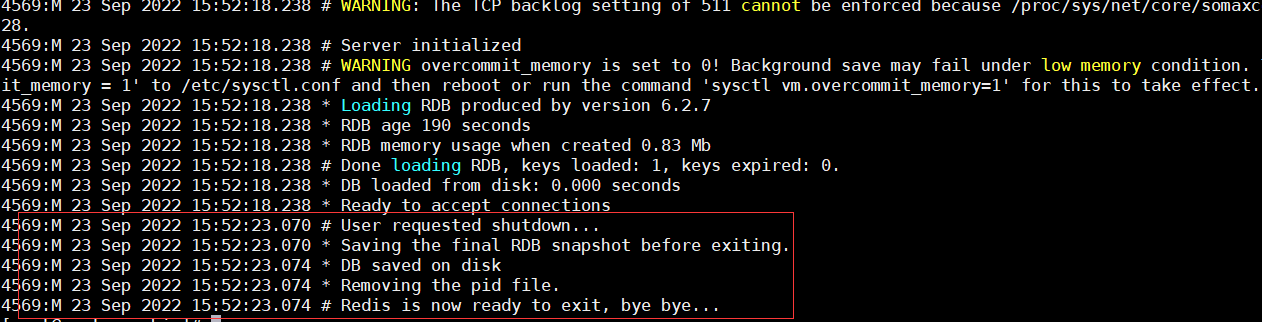 4569:M 23 Sep 2022 15:52:18.238 # WARNING: The TCP backlog setting of 511 cannot be enforced because /proc/sys/net/core/somaxc
28.
4569:M 23 Sep 2022 15:52:18.238 # Server initialized
4569:M 23 Sep 2022 15:52:18.238 # WARNING overcommit_memory is set to 0! Background save may fail under low memory condition.
it_memory = 1' to /etc/sysctl.conf and then reboot or run the command 'sysctl vm.overcommit_memory=1' for this to take effect.
4569:M 23 Sep 2022 15:52:18.238 * Loading RDB produced by version 6.2.7
4569:M 23 Sep 2022 15:52:18.238 * RDB age 190 seconds
4569:M 23 Sep 2022 15:52:18.238 * RDB memory usage when created 0.83 Mb
4569:M 23 Sep 2022 15:52:18.238 # Done loading RDB, keys loaded: 1, keys expired: 0.
4569:M 23 Sep 2022 15:52:18.238 * DB loaded from disk: 0.000 seconds
4569:M 23 Sep 2022 15:52:18.238 * Ready to accept connections
4569:M 23 Sep 2022 15:52:23.070 # User requested shutdown...
4569:M 23 Sep 2022 15:52:23.070 * Saving the final RDB snapshot before exiting.
4569:M 23 Sep 2022 15:52:23.074 * DB saved on disk
4569:M 23 Sep 2022 15:52:23.074 * Removing the pid file.
4569:M 23 Sep 2022 15:52:23.074 # Redis is now ready to exit, bye bye...